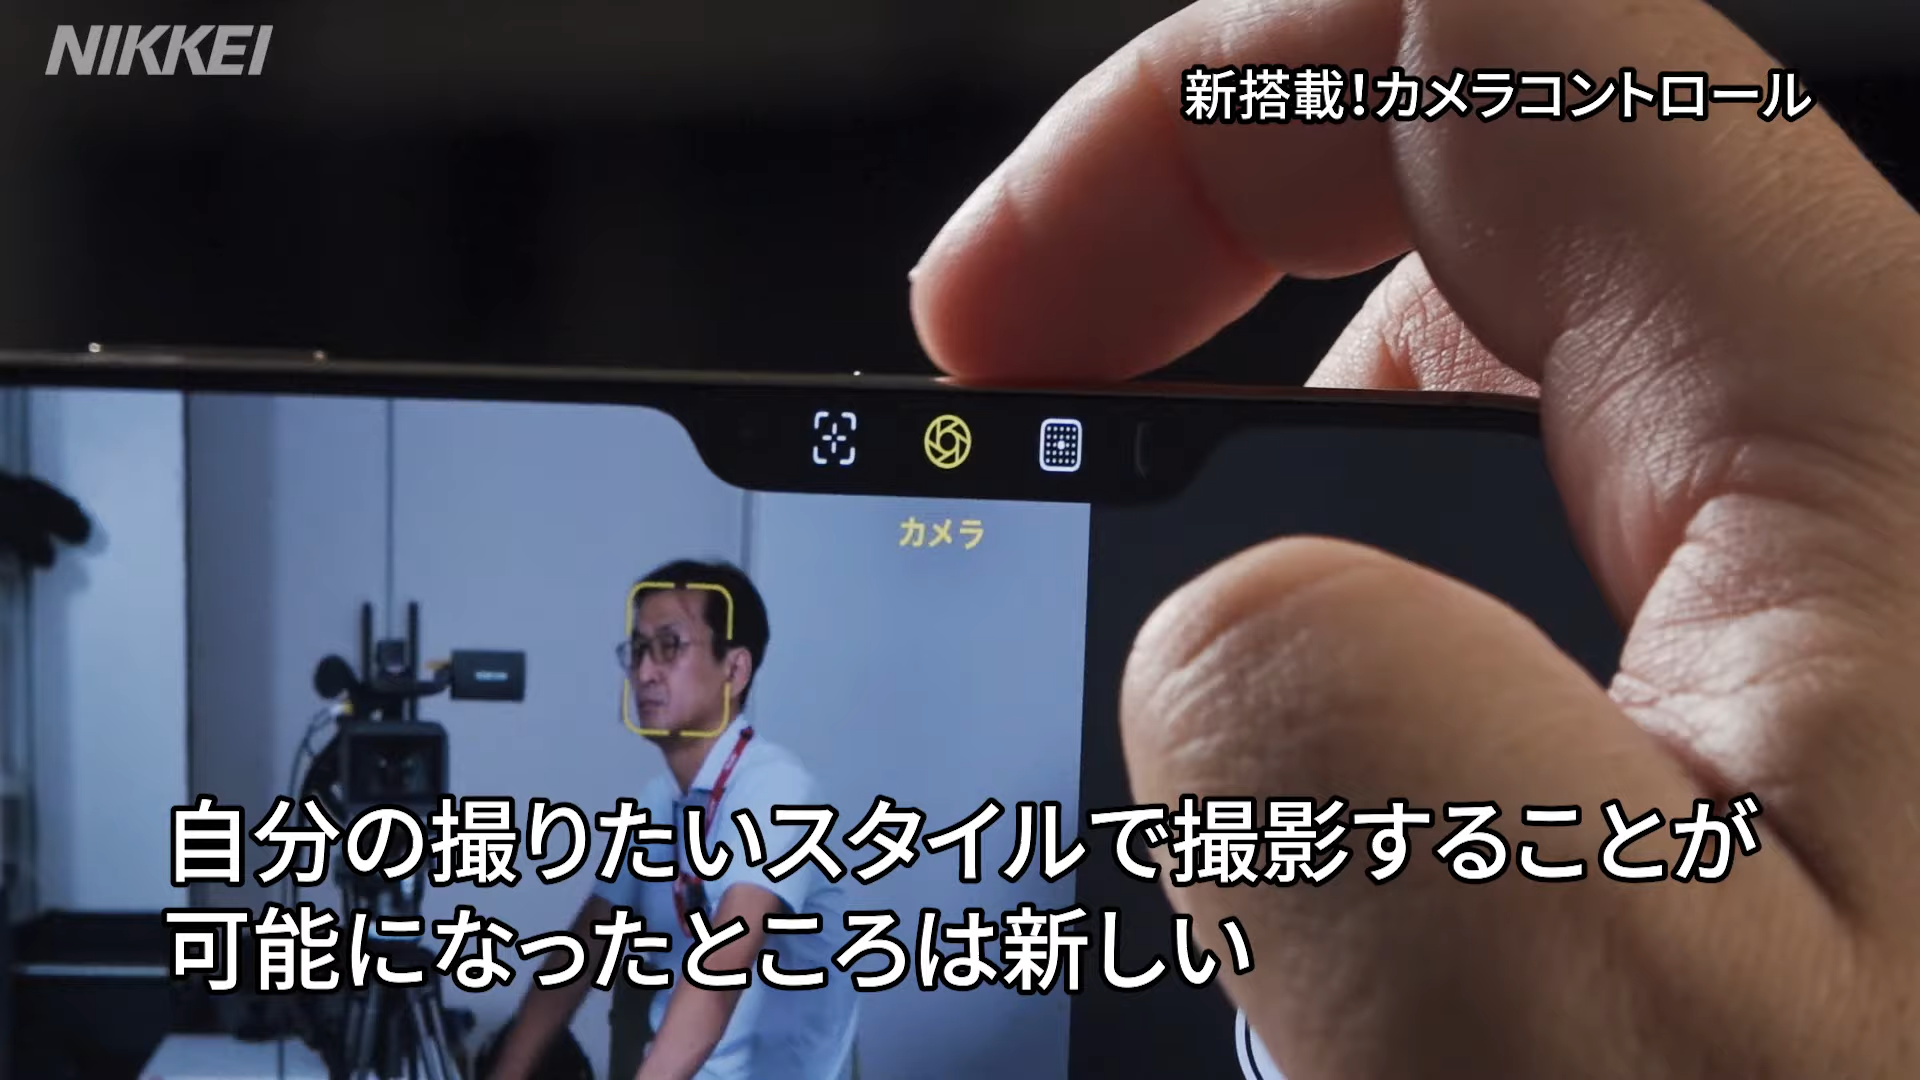 NIKKEI
新搭載！カメラコントロール
カメラ
自分の撮りたいスタイルで撮影することが
可能になったところは新しい